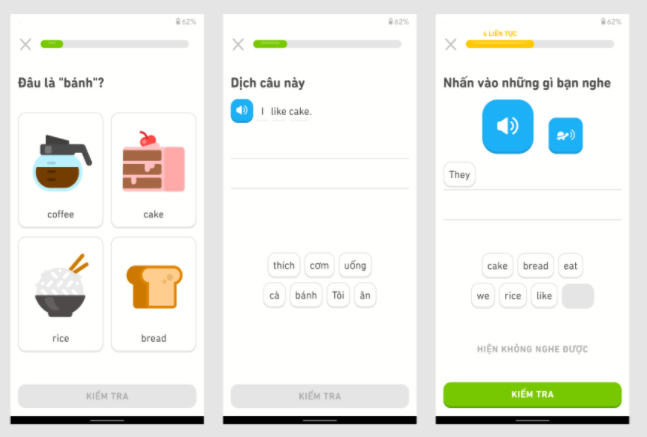 62%
Đâu là "bánh"?
coffee
cake
rice
bread
KIỂM TRA
62%
Dịch câu này
I like cake.
thích cơm uống
cà bánh Tôi ăn
KIỂM TRA
62%
4 LIÊN TỤC
Nhấn vào những gì bạn nghe
They
cake bread eat
we rice like
HIỆN KHÔNG NGHE ĐƯỢC
KIỂM TRA